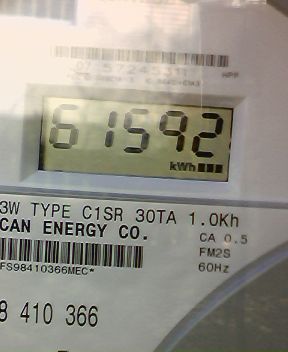 61592
kWh
3W TYPE C1SR 30TA 1.0Kh
CAN ENERGY CO. CA 0.5
FM2S
FS98410366MEC* 60Hz
8 410 366